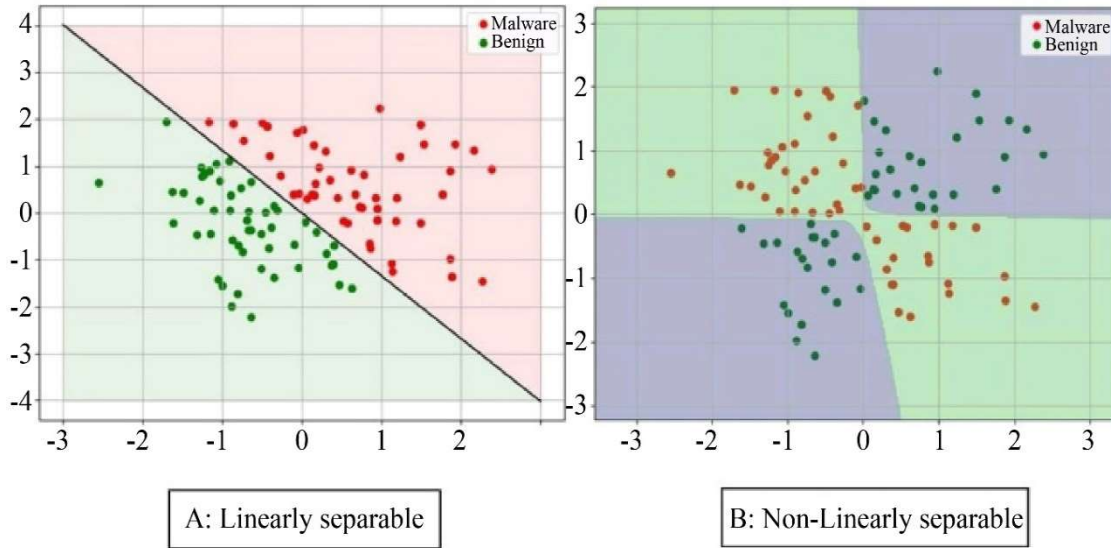 4
3
2
1
0
-1
-2
-3
-4
-3 -2 -1 0 1 2
Malware
Benign
A: Linearly separable
3
2
1
0
-1
-2
-3
-3 -2 -1 0 1 2 3
Malware
Benign
B: Non-Linearly separable